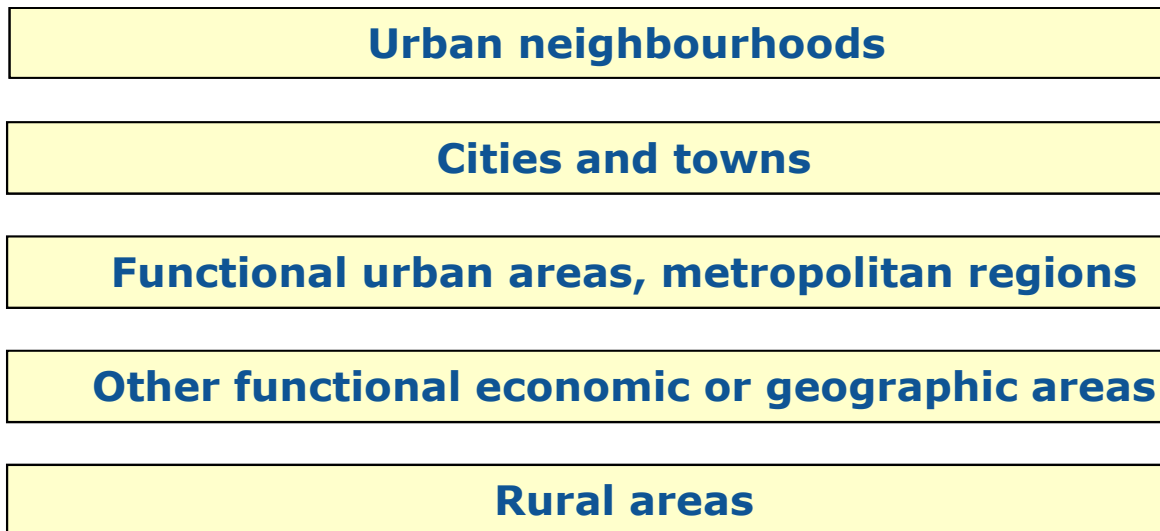 Urban neighbourhoods
Cities and towns
Functional urban areas, metropolitan regions
Other functional economic or geographic areas
Rural areas